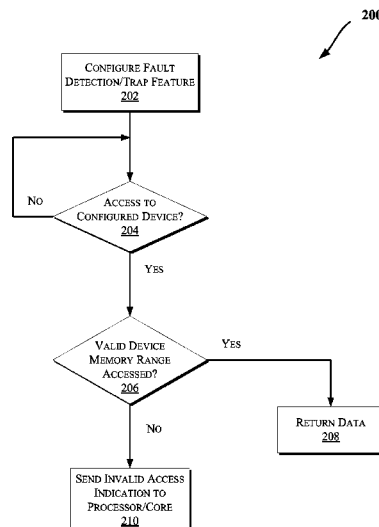 200
CONFIGURE FAULT
DETECTION/TRAP FEATURE
202
NO
ACCESS TO
CONFIGURED DEVICE?
204
YES
VALID DEVICE
MEMORY RANGE
ACCESSED?
206
YES
RETURN DATA
208
NO
SEND INVALID ACCESS
INDICATION TO
PROCESSOR/CORE
210